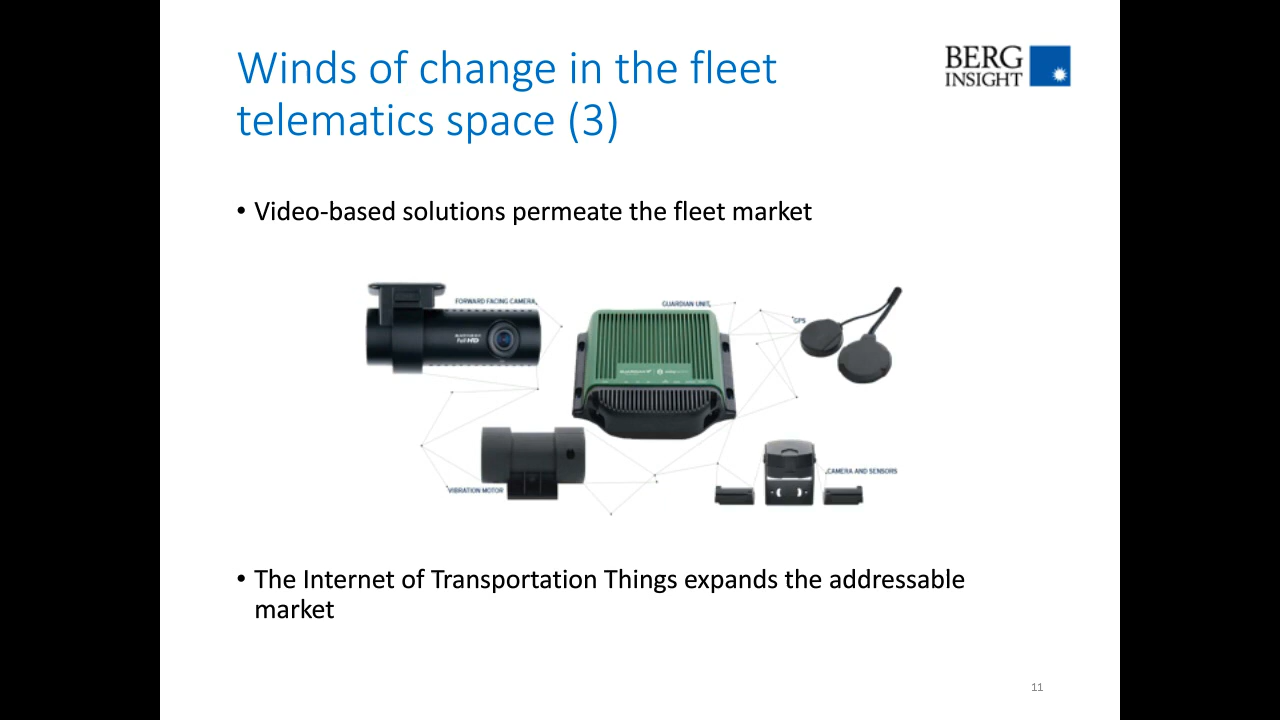 Winds of change in the fleet
telematics space (3)
BERG
INSIGHT
• Video-based solutions permeate the fleet market
FORWARD FACING CAMERA
GUARDIAN UNIT
GPS
Full HD
VIBRATION MOTOR
CAMERA AND SENSORS
• The Internet of Transportation Things expands the addressable
market
11